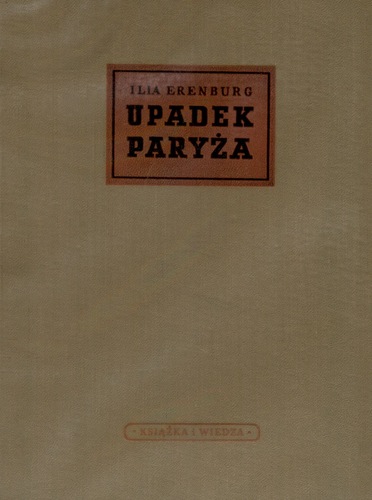 ILIA ERENBURG
UPADEK
PARYŻA
· KSIĄŻKA i WIEDZA ·